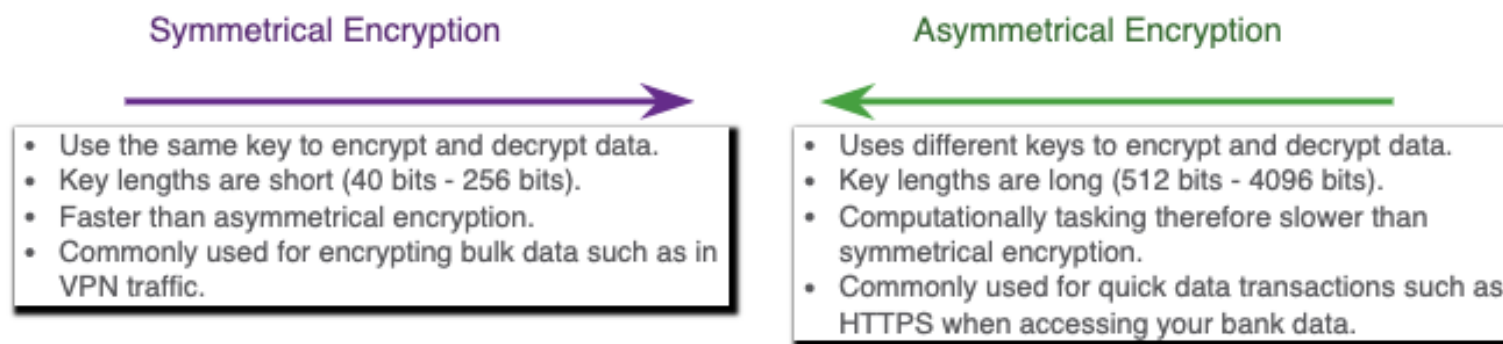 Symmetrical Encryption
• Use the same key to encrypt and decrypt data.
• Key lengths are short (40 bits - 256 bits).
• Faster than asymmetrical encryption.
• Commonly used for encrypting bulk data such as in
VPN traffic.
Asymmetrical Encryption
• Uses different keys to encrypt and decrypt data.
• Key lengths are long (512 bits - 4096 bits).
• Computationally tasking therefore slower than
symmetrical encryption.
• Commonly used for quick data transactions such as
HTTPS when accessing your bank data.